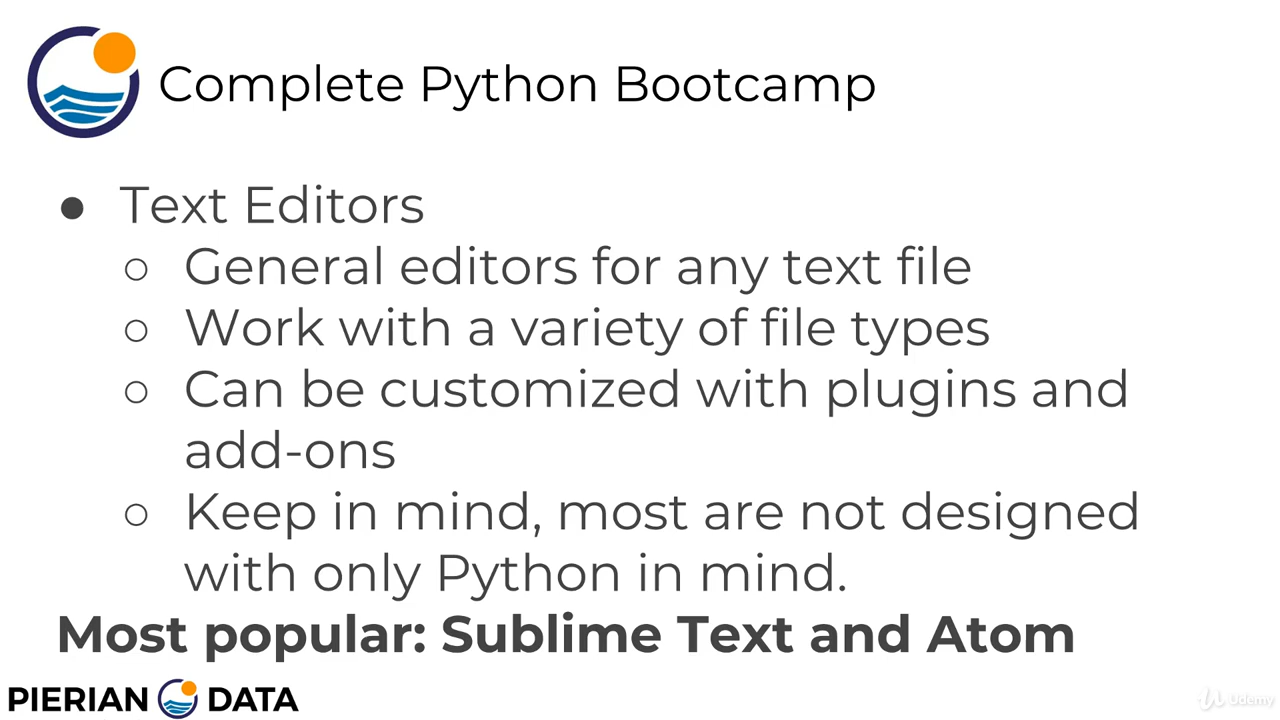 Complete Python Bootcamp
● Text Editors
○ General editors for any text file
○ Work with a variety of file types
○ Can be customized with plugins and
add-ons
○ Keep in mind, most are not designed
with only Python in mind.
Most popular: Sublime Text and Atom
PIERIAN DATA
Udemy